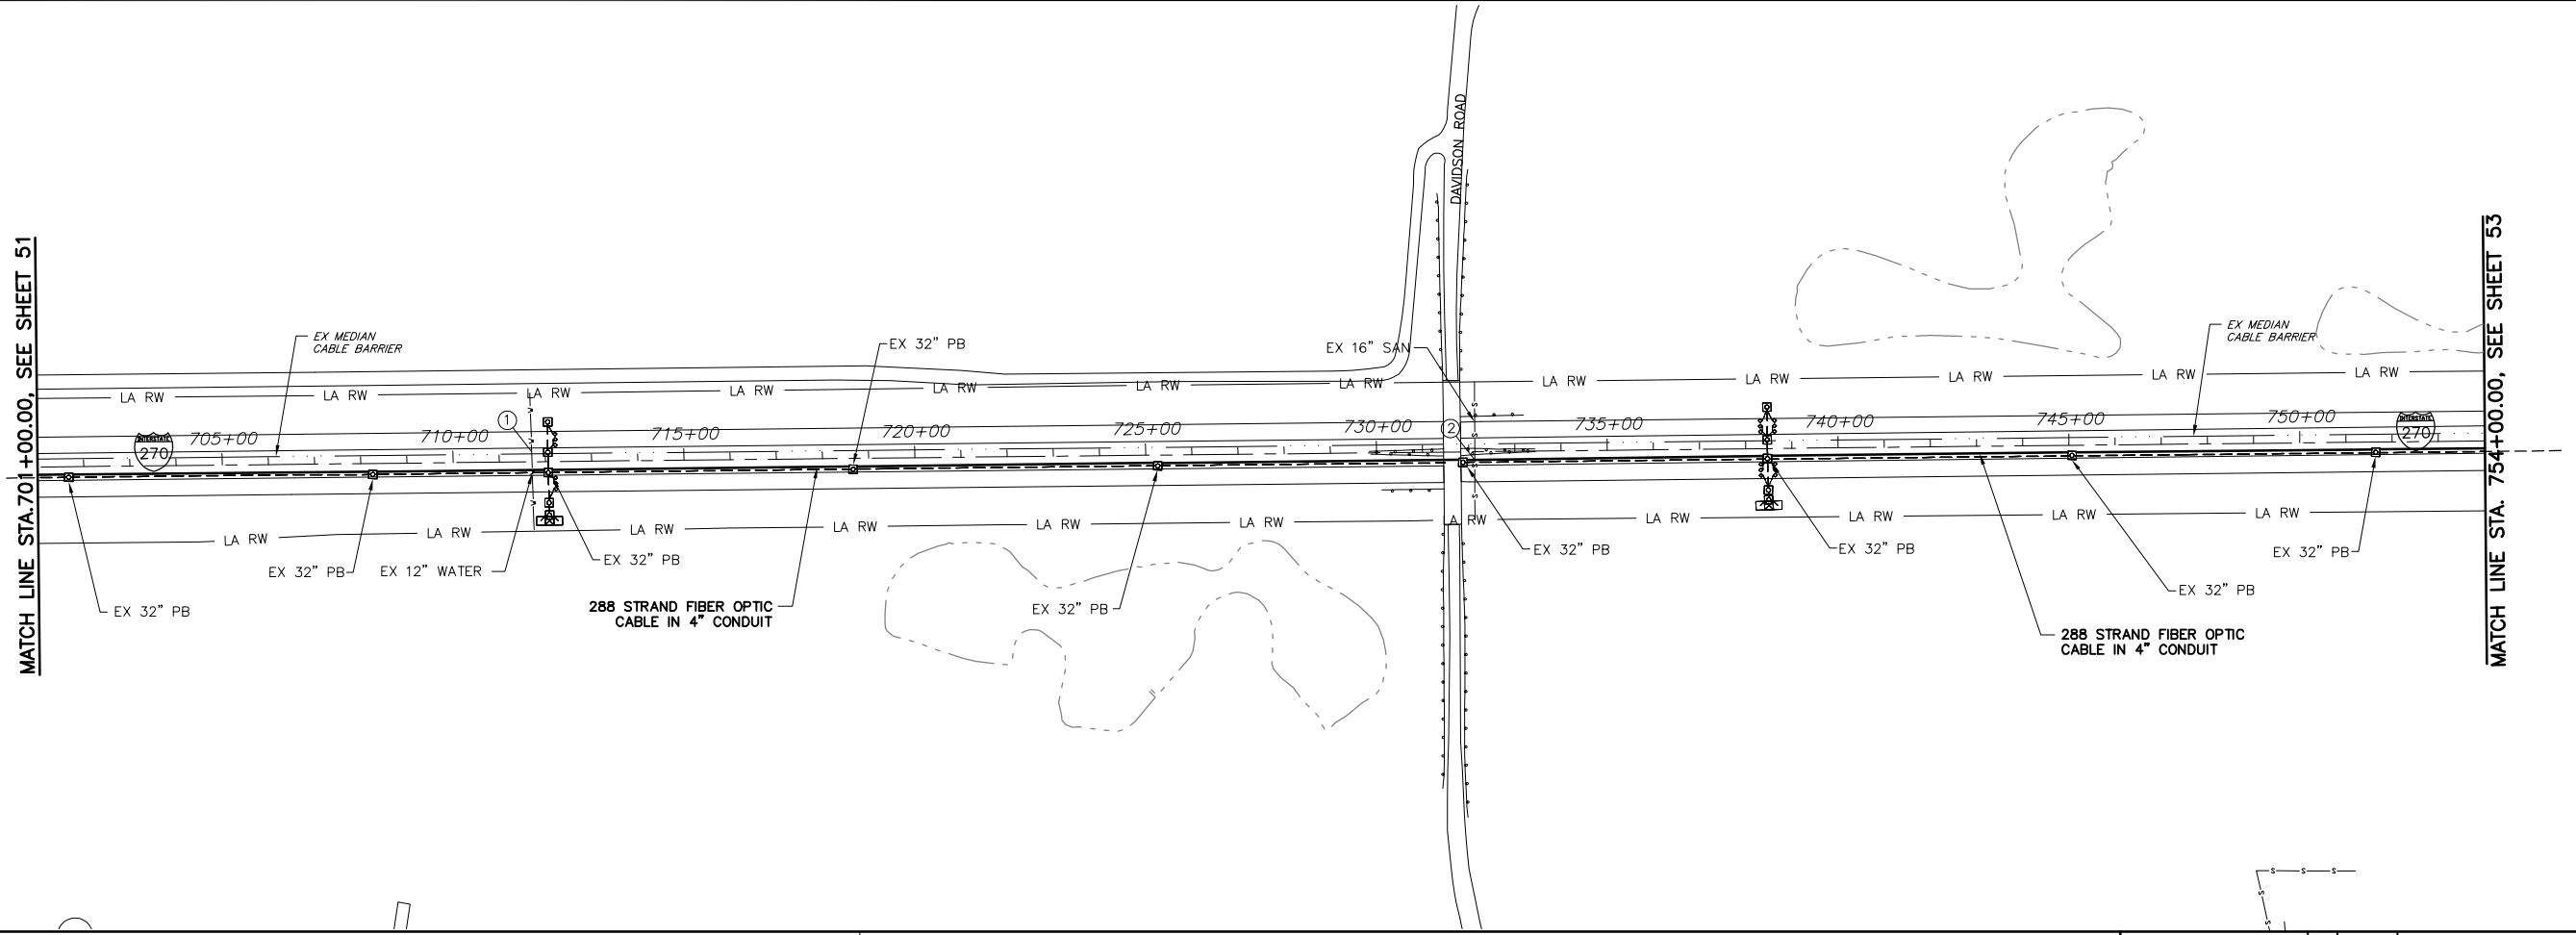 MATCH LINE STA.701+00.00, SEE SHEET 51
DAVIDSON ROAD
MATCH LINE STA. 754+00.00, SEE SHEET 53
EX MEDIAN
CABLE BARRIER
EX 32" PB
EX 16" SAN
EX MEDIAN
CABLE BARRIER
LA RW
LA RW
LA RW
LA RW
LA RW
LA RW
LA RW
LA RW
LA RW
LA RW
LA RW
LA RW
1
2
INTERSTATE
270
705+00
710+00
715+00
720+00
725+00
730+00
735+00
740+00
745+00
750+00
INTERSTATE
270
LA RW
LA RW
LA RW
LA RW
LA RW
LA RW
LA RW
LA RW
LA RW
LA RW
LA RW
EX 32" PB
EX 32" PB
EX 12" WATER
EX 32" PB
288 STRAND FIBER OPTIC
CABLE IN 4" CONDUIT
EX 32" PB
EX 32" PB
EX 32" PB
EX 32" PB
EX 32" PB
288 STRAND FIBER OPTIC
CABLE IN 4" CONDUIT